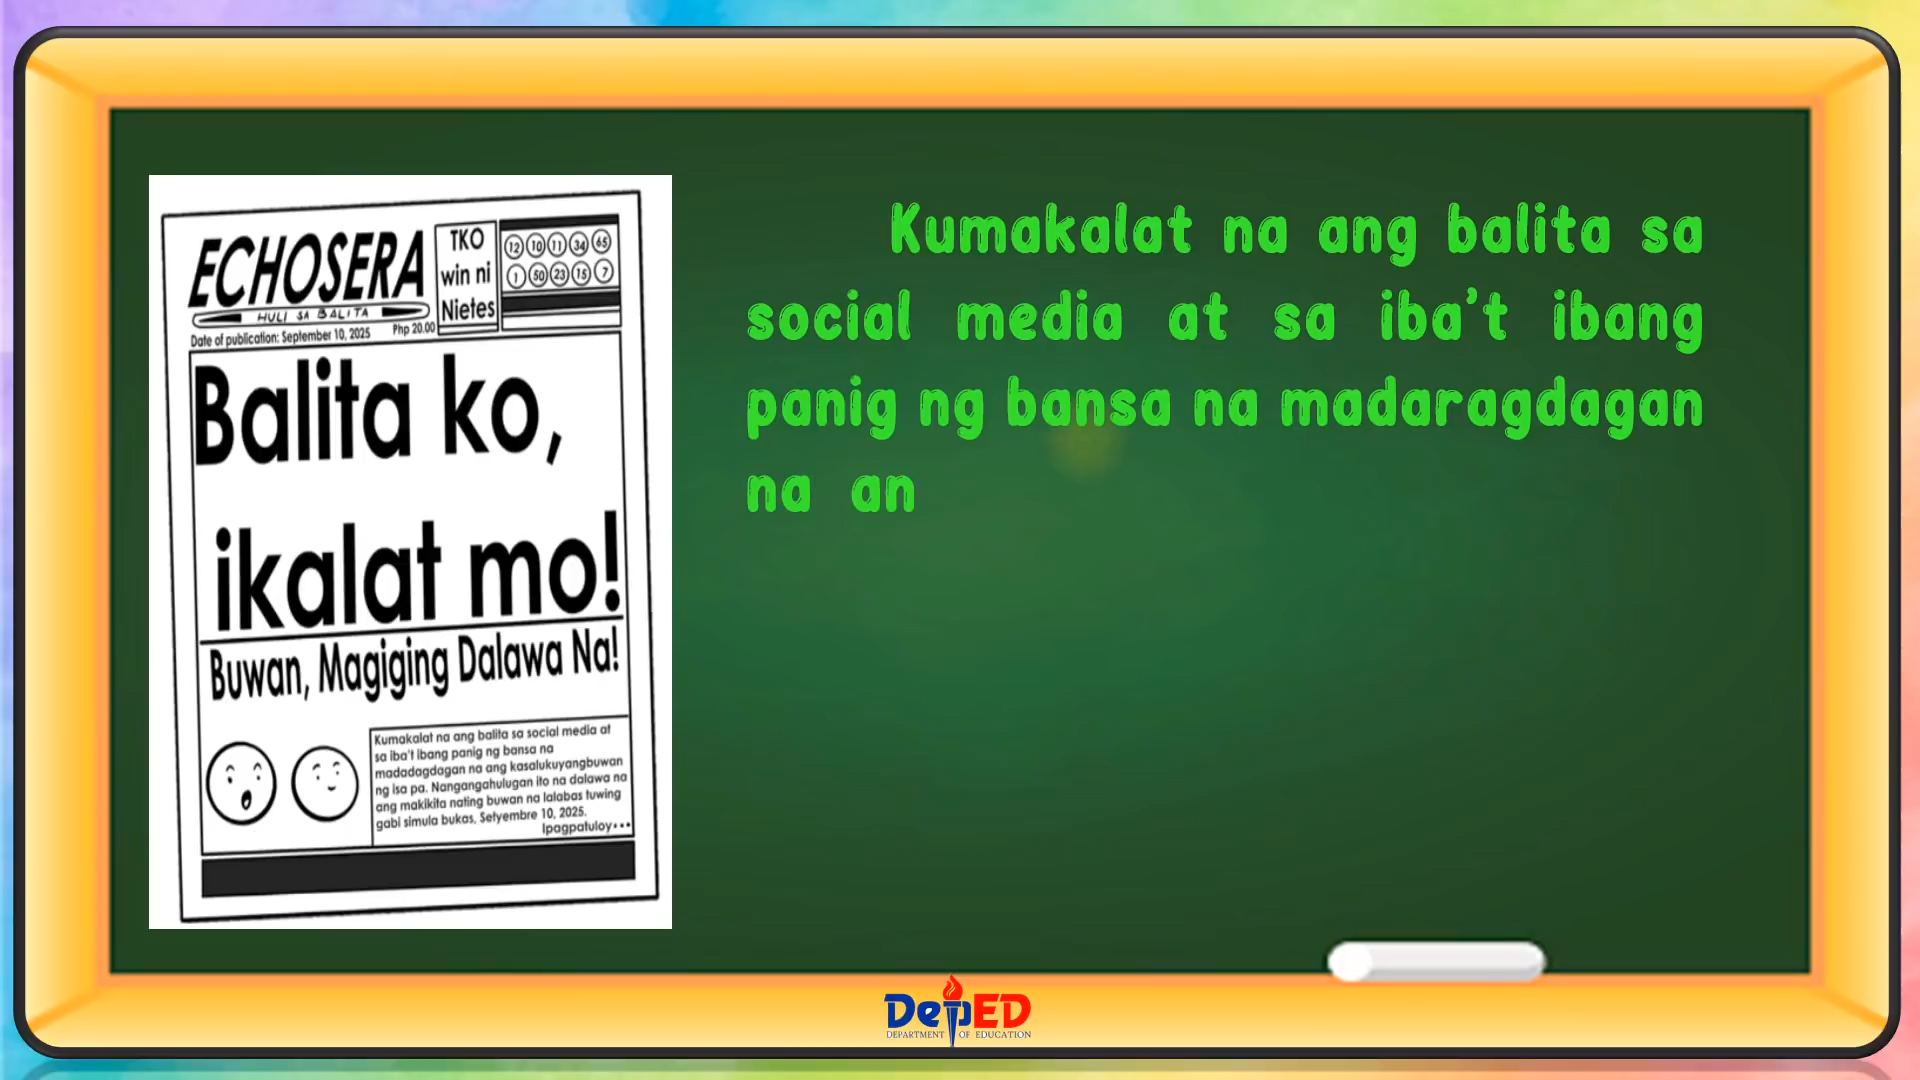 ECHOSERA
HULI SA BALITA
Date of publication: September 10, 2025
Php 20.00
TKO
win ni
Nietes
12 10 11 34 65
1 50 23 15 7
Balita ko,
ikalat mo!
Buwan, Magiging Dalawa Na!
Kumakalat na ang balita sa social media at
sa iba't ibang panig ng bansa na
madadagdagan na ang kasalukuyangbuwan
ng isa pa. Nangangahulugan ito na dalawa na
ang makikita nating buwan na lalabas tuwing
gabi simula bukas, Setyembre 10, 2025.
Ipagpatuloy•••
Kumakalat na ang balita sa
social media at sa iba't ibang
panig ng bansa na madaragdagan
na an
DepED
DEPARTMENT OF EDUCATION